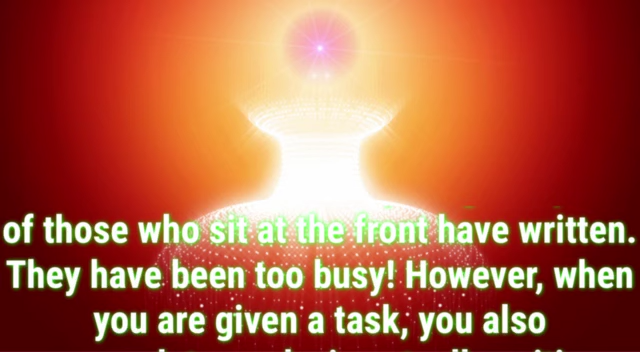 of those who sit at the front have written.
They have been too busy! However, when
you are given a task, you also